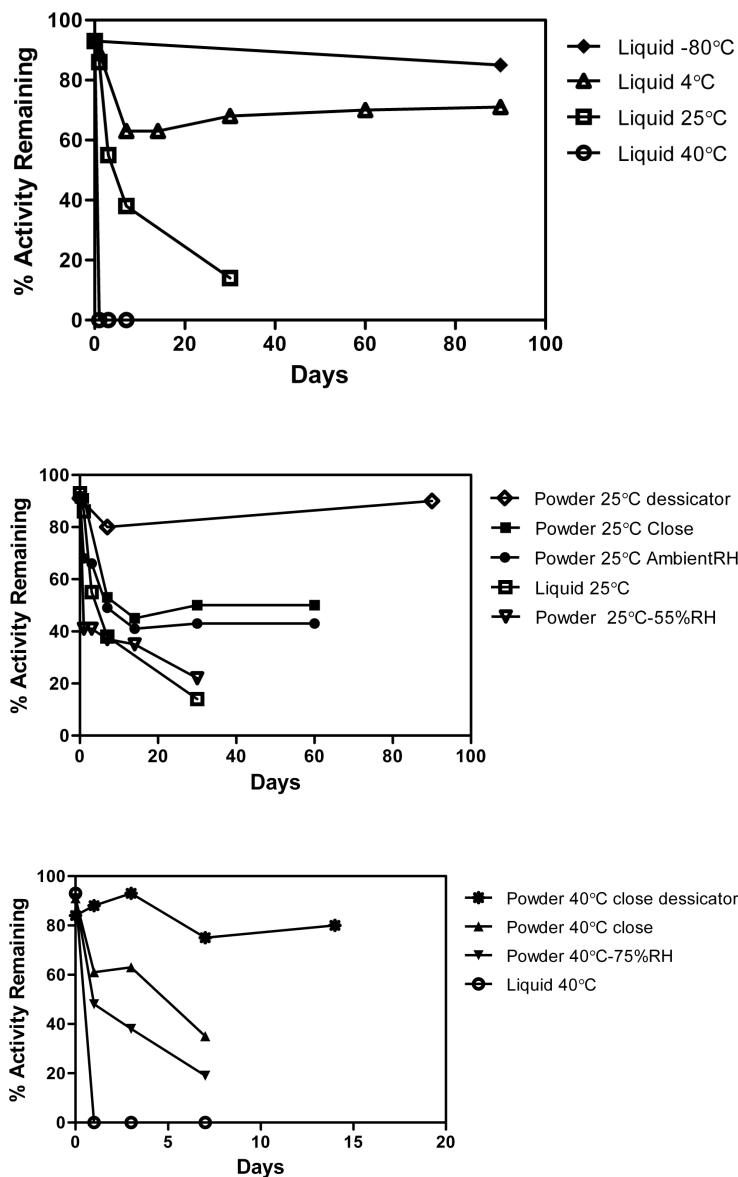 100
80
60
40
20
0
% Activity Remaining
0 20 40 60 80 100
Days
Liquid -80°C
Liquid 4°C
Liquid 25°C
Liquid 40°C
100
80
60
40
20
0
% Activity Remaining
0 20 40 60 80 100
Days
Powder 25°C dessicator
Powder 25°C Close
Powder 25°C AmbientRH
Liquid 25°C
Powder 25°C-55%RH
100
80
60
40
20
0
% Activity Remaining
0 5 10 15 20
Days
Powder 40°C close dessicator
Powder 40°C close
Powder 40°C-75%RH
Liquid 40°C